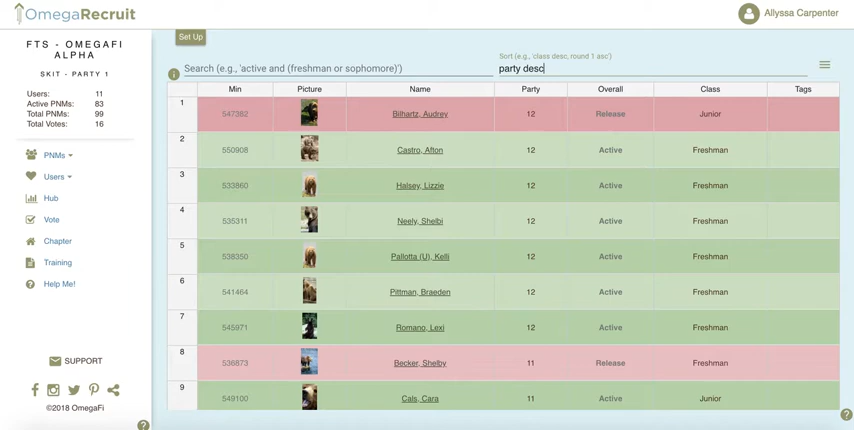 OmegaRecruit
Allyssa Carpenter
FTS - OMEGAFI
ALPHA
SKIT - PARTY 1
Users: 11
Active PNMs: 83
Total PNMs: 99
Total Votes: 16
PNMs
Users
Hub
Vote
Chapter
Training
Help Me!
SUPPORT
©2018 OmegaFi
Set Up
Search (e.g., 'active and (freshman or sophomore)')
Sort (e.g., 'class desc, round 1 asc')
party desc
Min Picture Name Party Overall Class Tags
1 547382 Bilhartz, Audrey 12 Release Junior
2 550908 Castro, Afton 12 Active Freshman
3 533860 Halsey, Lizzie 12 Active Freshman
4 535311 Neely, Shelbi 12 Active Freshman
5 538350 Pallotta (U), Kelli 12 Active Freshman
6 541464 Pittman, Braeden 12 Active Freshman
7 545971 Romano, Lexi 12 Active Freshman
8 536873 Becker, Shelby 11 Release Freshman
9 549100 Cals, Cara 11 Active Junior